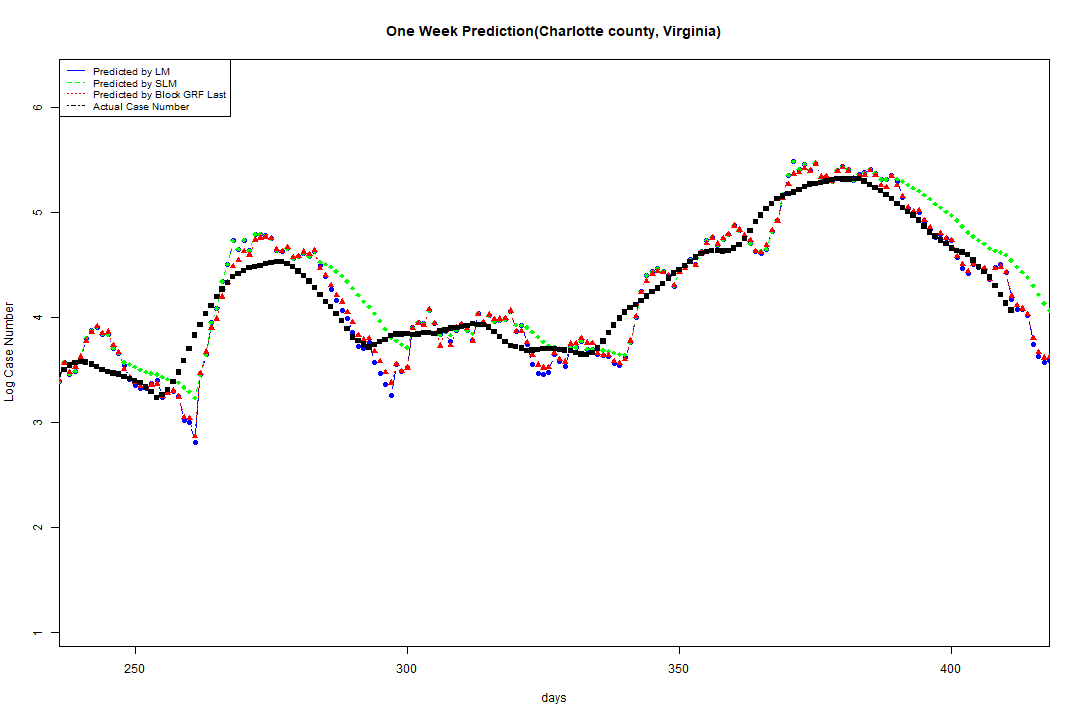 One Week Prediction(Charlotte county, Virginia)
Predicted by LM
Predicted by SLM
Predicted by Block GRF Last
Actual Case Number
Log Case Number
6
5
4
3
2
1
250
300
350
400
days